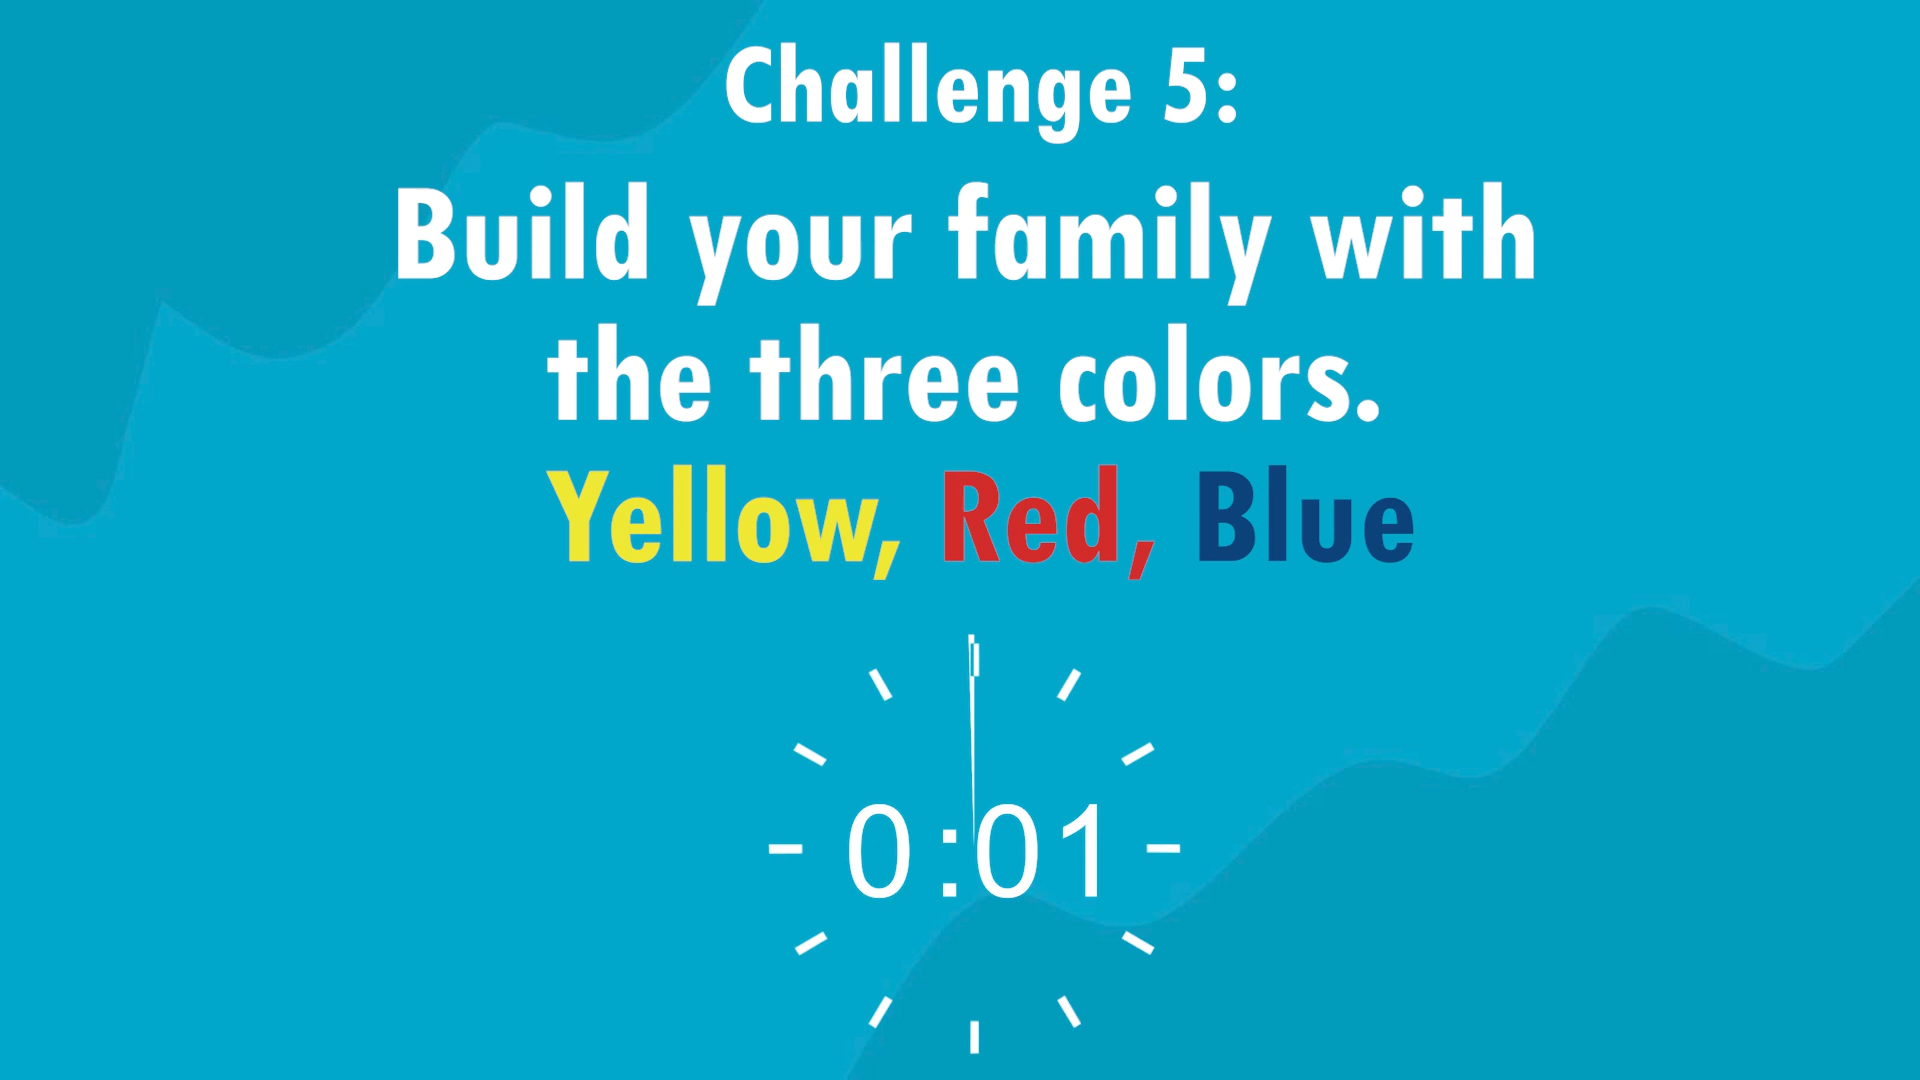 Challenge 5:
Build your family with
the three colors.
Yellow, Red, Blue
0:01